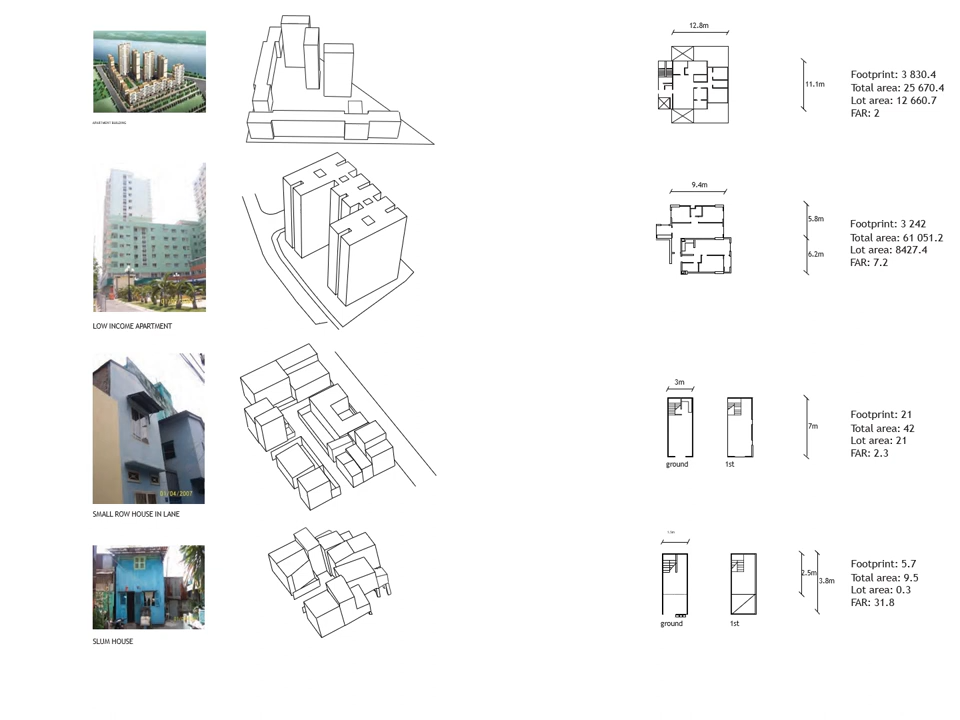 12.8m
11.1m
Footprint: 3 830.4
Total area: 25 670.4
Lot area: 12 660.7
FAR: 2
APARTMENT BUILDING
9.4m
5.8m
6.2m
Footprint: 3 242
Total area: 61 051.2
Lot area: 8427.4
FAR: 7.2
LOW INCOME APARTMENT
3m
7m
ground
1st
Footprint: 21
Total area: 42
Lot area: 21
FAR: 2.3
01/04/2007
SMALL ROW HOUSE IN LANE
2.5m
3.8m
ground
1st
Footprint: 5.7
Total area: 9.5
Lot area: 0.3
FAR: 31.8
SLUM HOUSE